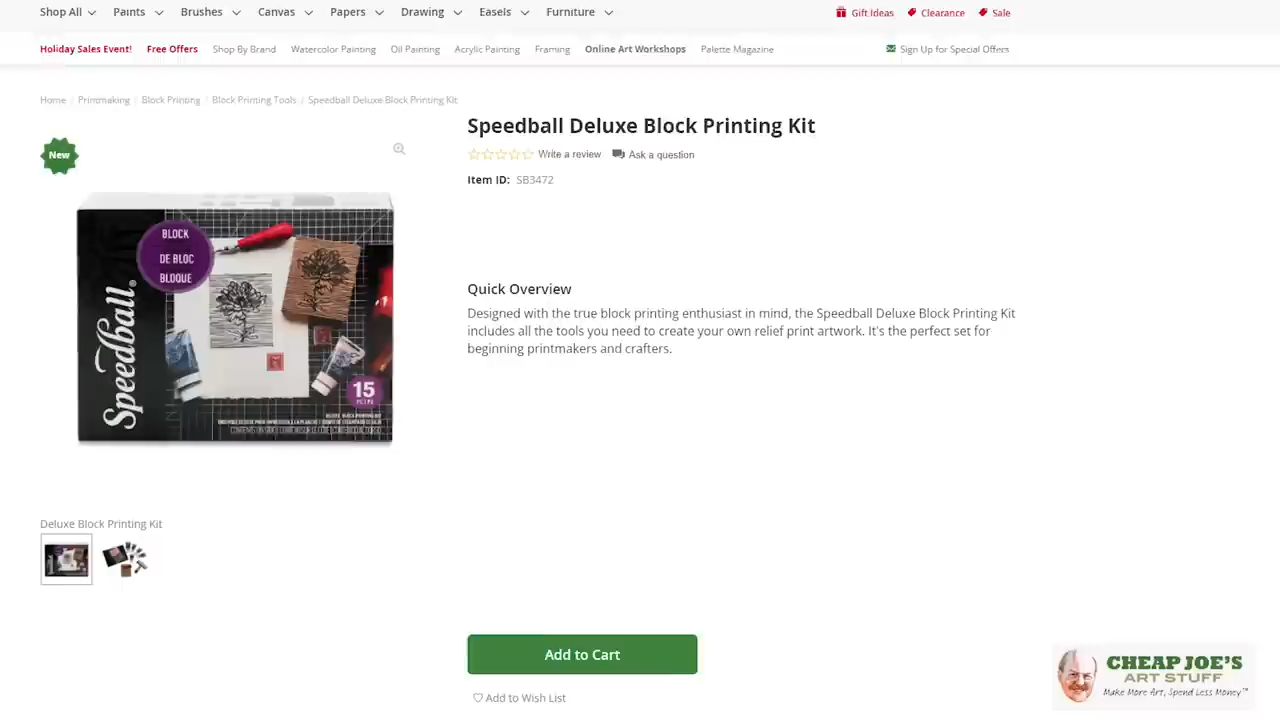 Shop All Paints Brushes Canvas Papers Drawing Easels Furniture Gift Ideas Clearance Sale
Holiday Sales Event! Free Offers Shop By Brand Watercolor Painting Oil Painting Acrylic Painting Framing Online Art Workshops Palette Magazine Sign Up for Special Offers
Home / Printmaking / Block Printing / Block Printing Tools / Speedball Deluxe Block Printing Kit
New
Speedball Deluxe Block Printing Kit
Write a review Ask a question
Item ID: SB3472
BLOCK
DE BLOC
BLOQUE
Speedball®
15
Quick Overview
Designed with the true block printing enthusiast in mind, the Speedball Deluxe Block Printing Kit
includes all the tools you need to create your own relief print artwork. It's the perfect set for
beginning printmakers and crafters.
Deluxe Block Printing Kit
Add to Cart
Add to Wish List
CHEAP JOE'S
ART STUFF
Make More Art, Spend Less Money™